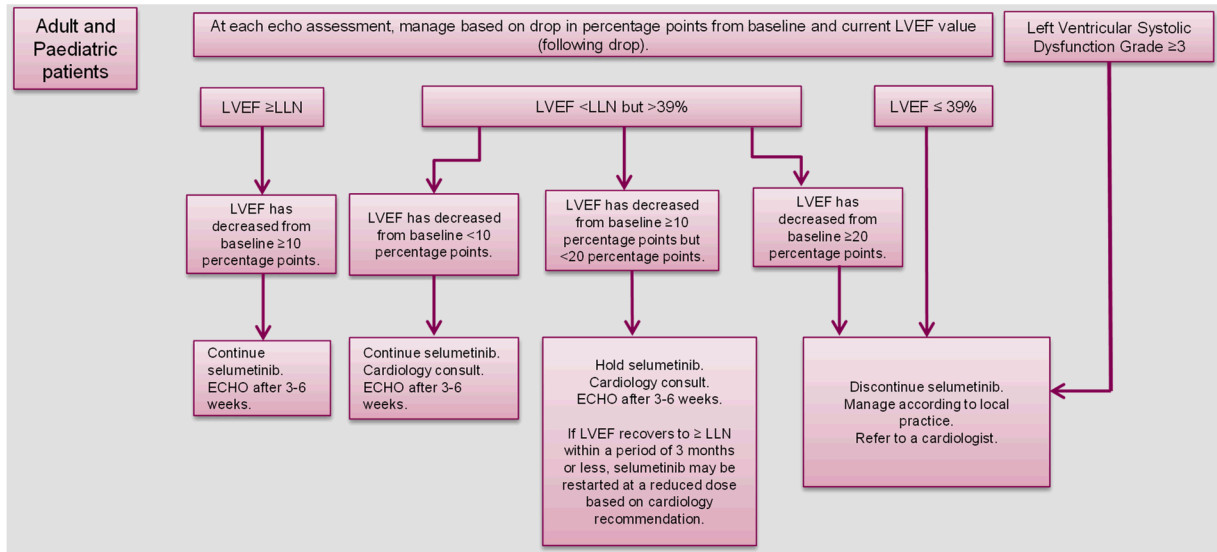 Adult and
Paediatric
patients
At each echo assessment, manage based on drop in percentage points from baseline and current LVEF value
(following drop).
Left Ventricular Systolic
Dysfunction Grade ≥3
LVEF ≥LLN
LVEF <LLN but >39%
LVEF ≤ 39%
LVEF has
decreased from
baseline ≥10
percentage points.
LVEF has decreased
from baseline <10
percentage points.
LVEF has decreased
from baseline ≥10
percentage points but
<20 percentage points.
LVEF has
decreased from
baseline ≥20
percentage points.
Continue
selumetinib.
ECHO after 3-6
weeks.
Continue selumetinib.
Cardiology consult.
ECHO after 3-6
weeks.
Hold selumetinib.
Cardiology consult.
ECHO after 3-6 weeks.
If LVEF recovers to ≥ LLN
within a period of 3 months
or less, selumetinib may be
restarted at a reduced dose
based on cardiology
recommendation.
Discontinue selumetinib.
Manage according to local
practice.
Refer to a cardiologist.